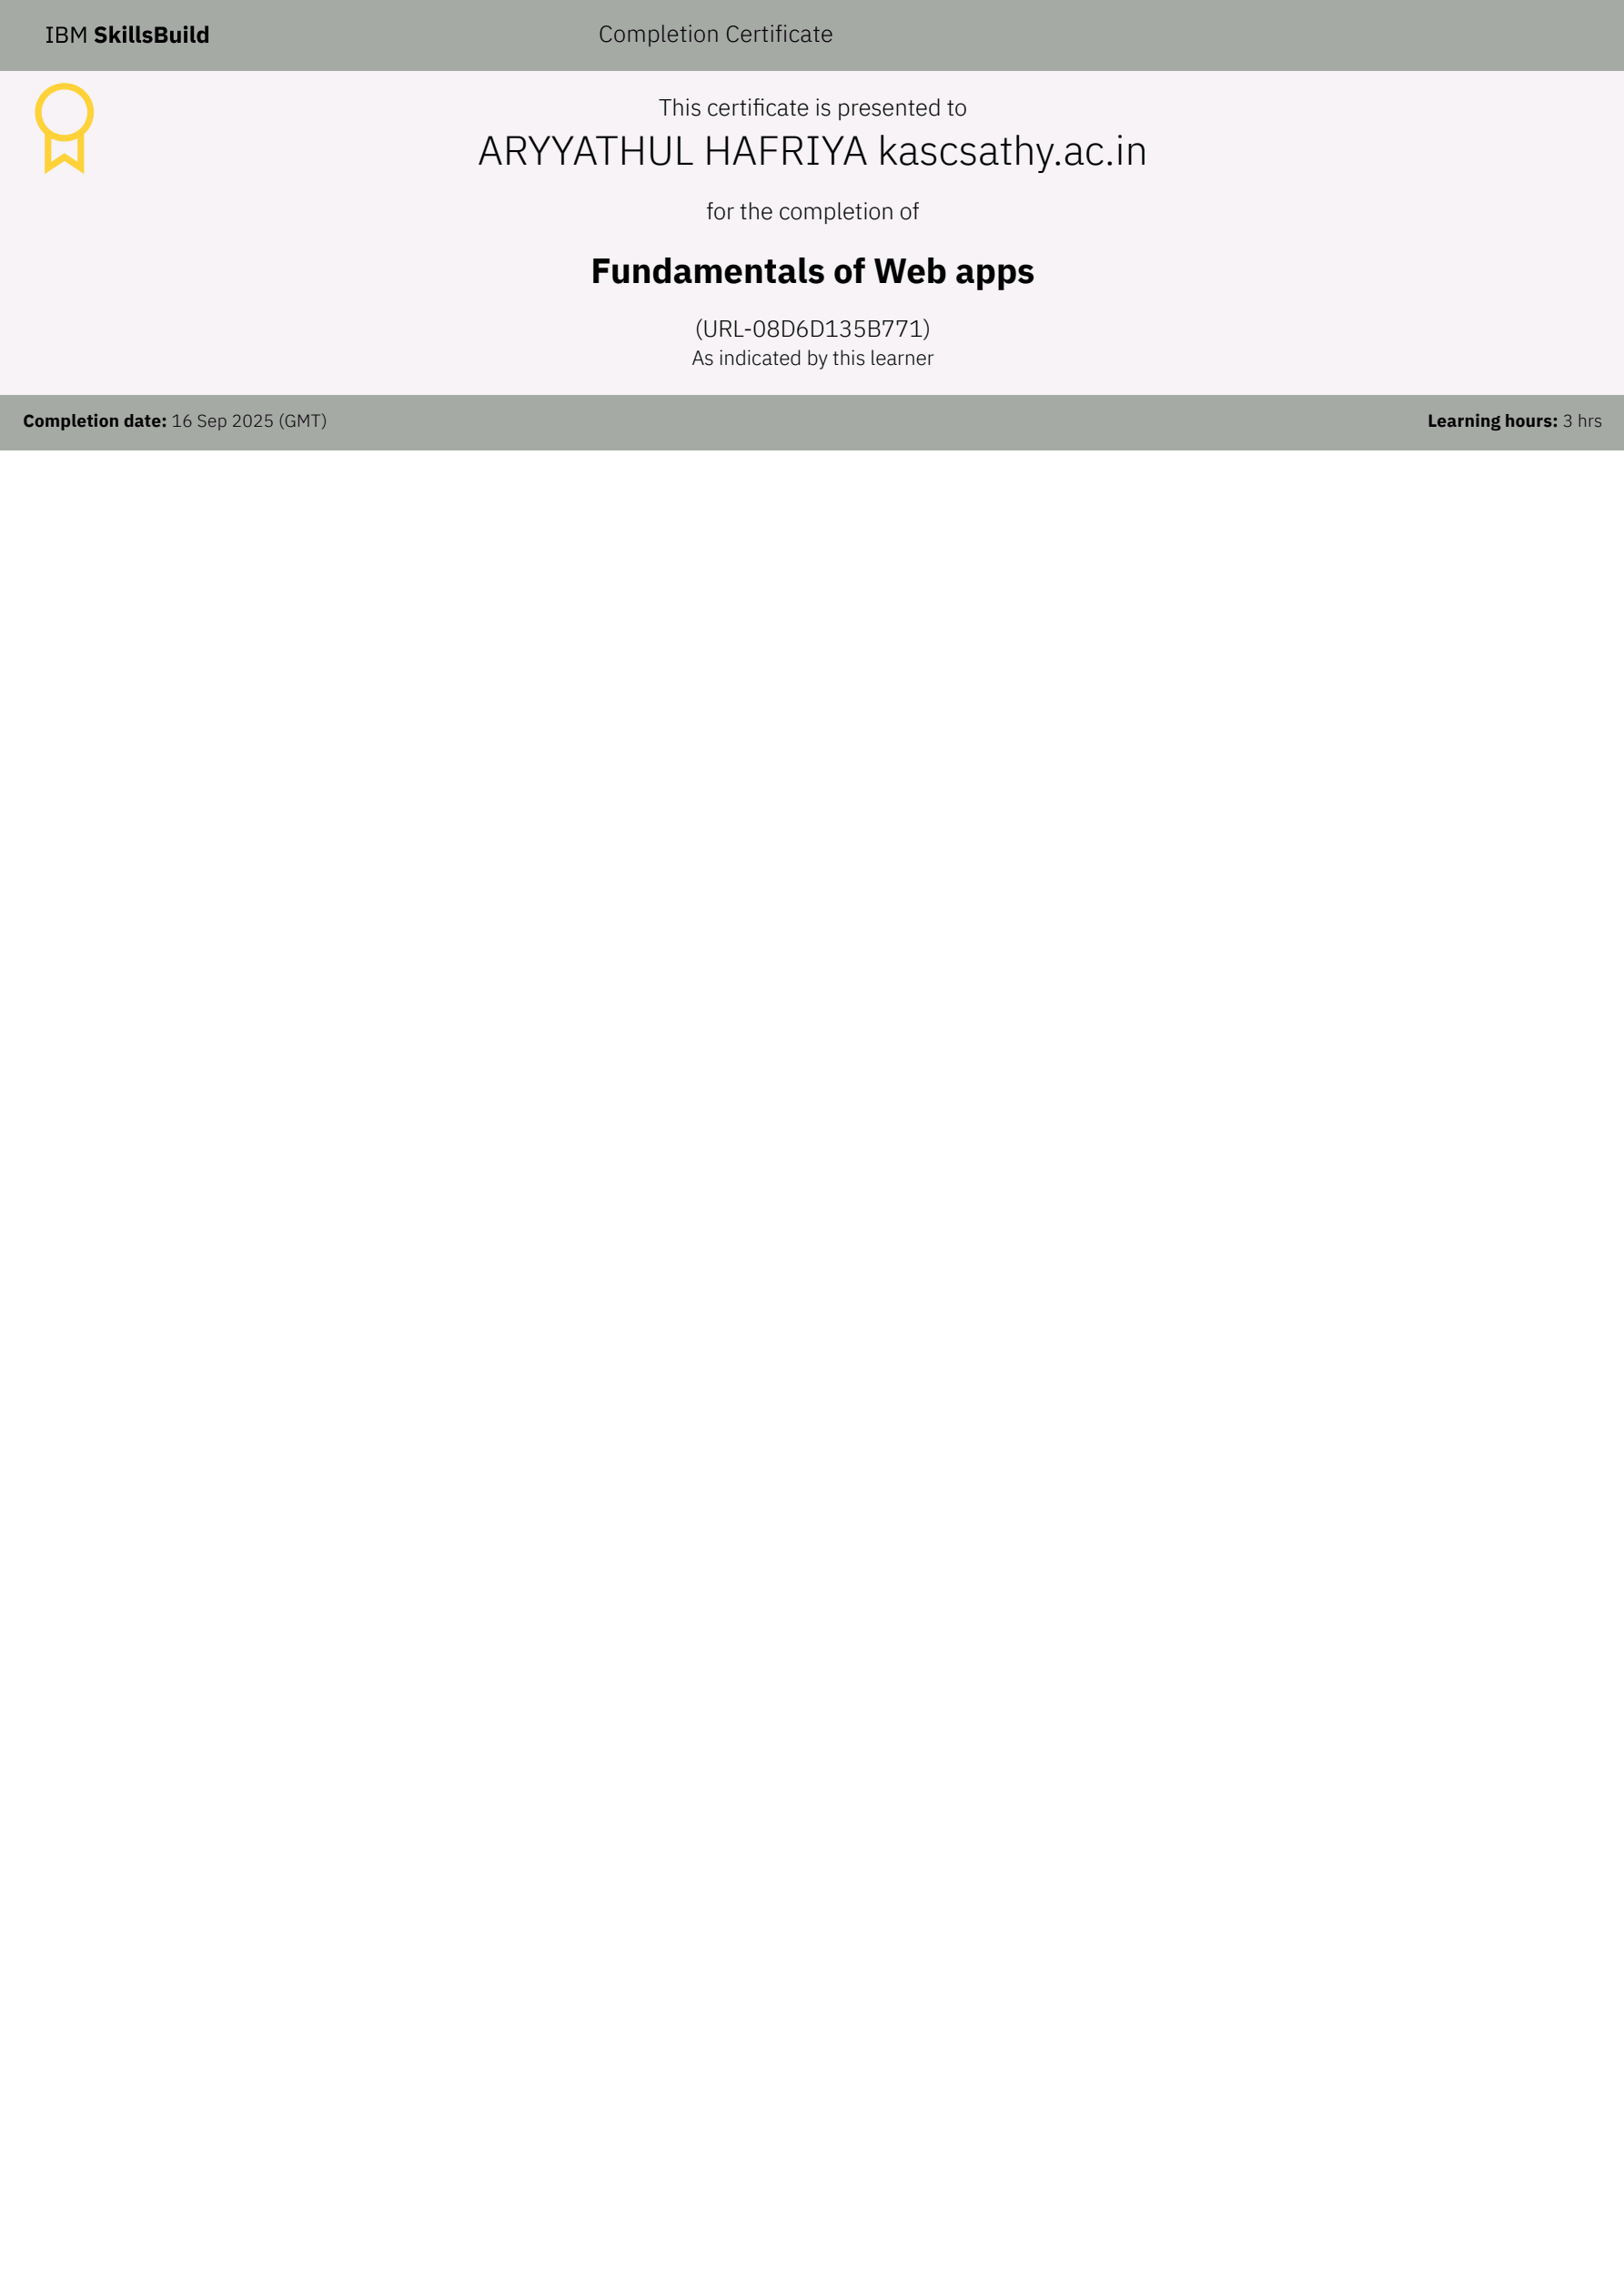 IBM SkillsBuild
Completion Certificate
This certificate is presented to
ARYYATHUL HAFRIYA kascsathy.ac.in
for the completion of
Fundamentals of Web apps
(URL-08D6D135B771)
As indicated by this learner
Completion date: 16 Sep 2025 (GMT)
Learning hours: 3 hrs